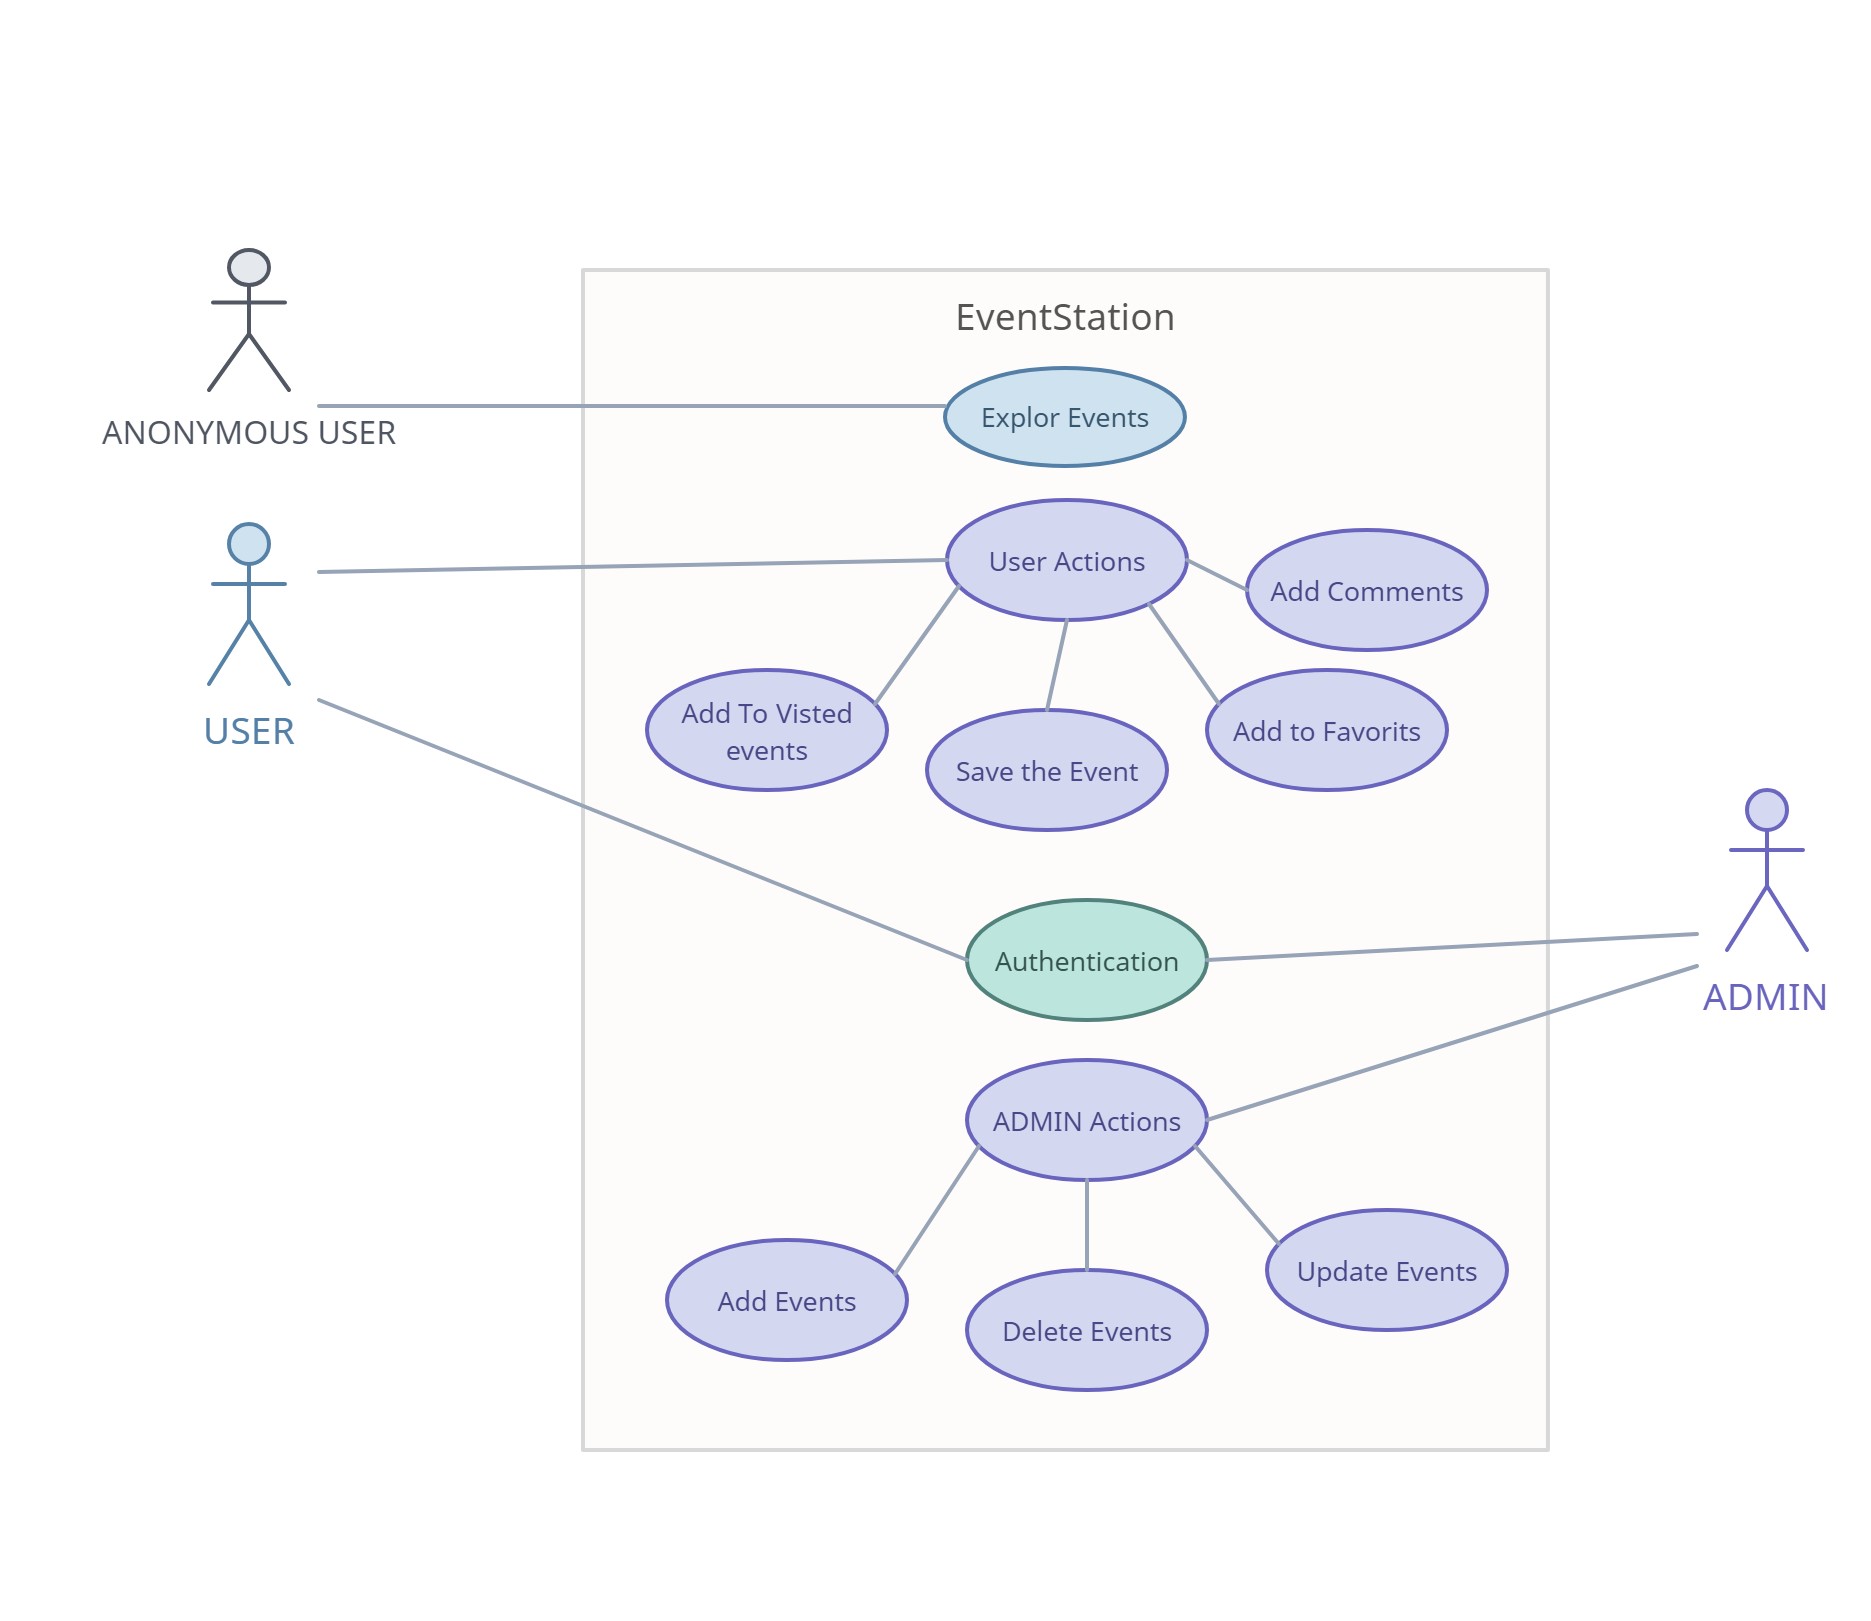 EventStation
ANONYMOUS USER
Explor Events
USER
User Actions
Add Comments
Add To Visted
events
Save the Event
Add to Favorits
Authentication
ADMIN
ADMIN Actions
Add Events
Delete Events
Update Events